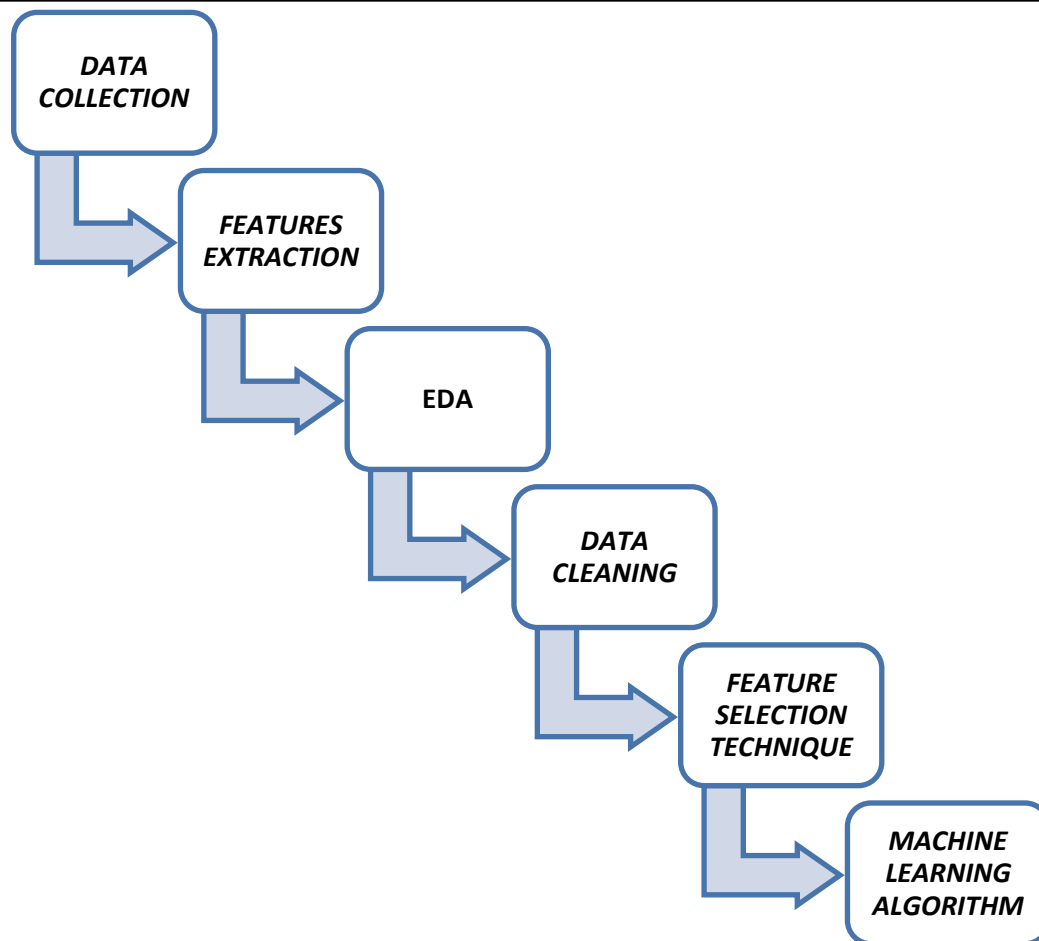 DATA
COLLECTION
FEATURES
EXTRACTION
EDA
DATA
CLEANING
FEATURE
SELECTION
TECHNIQUE
MACHINE
LEARNING
ALGORITHM